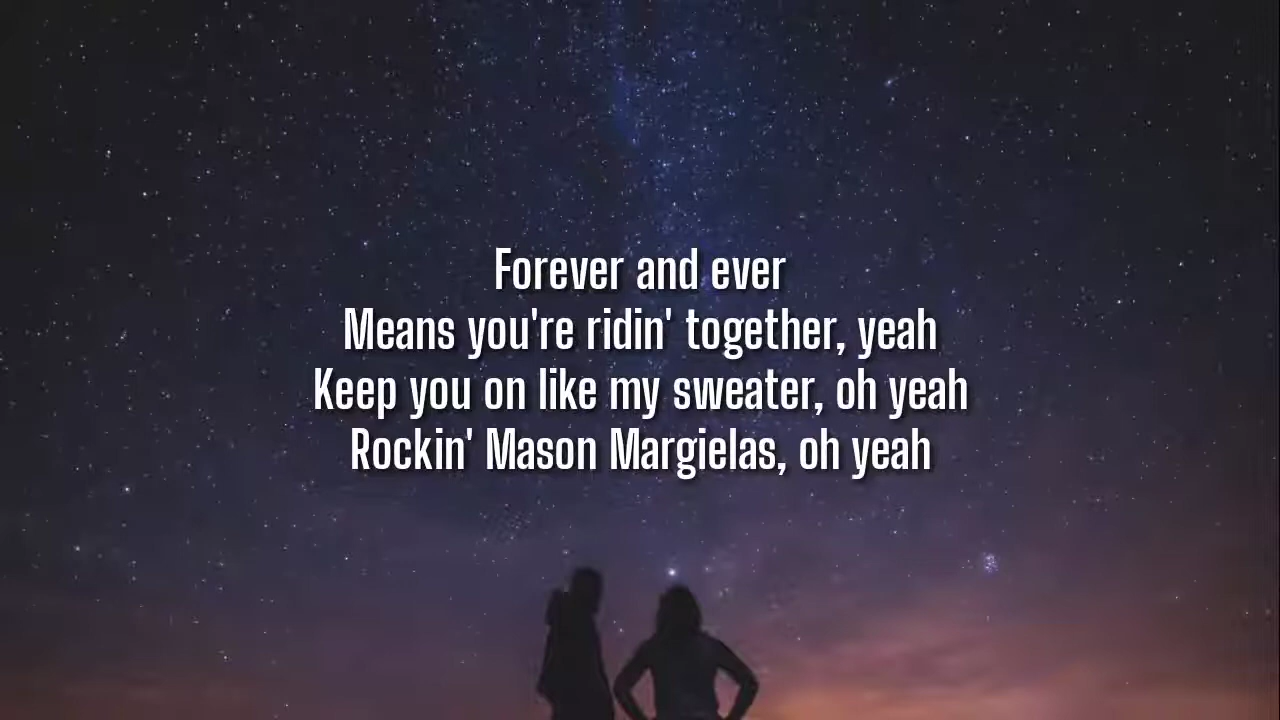 Forever and ever
Means you're ridin' together, yeah
Keep you on like my sweater, oh yeah
Rockin' Mason Margielas, oh yeah